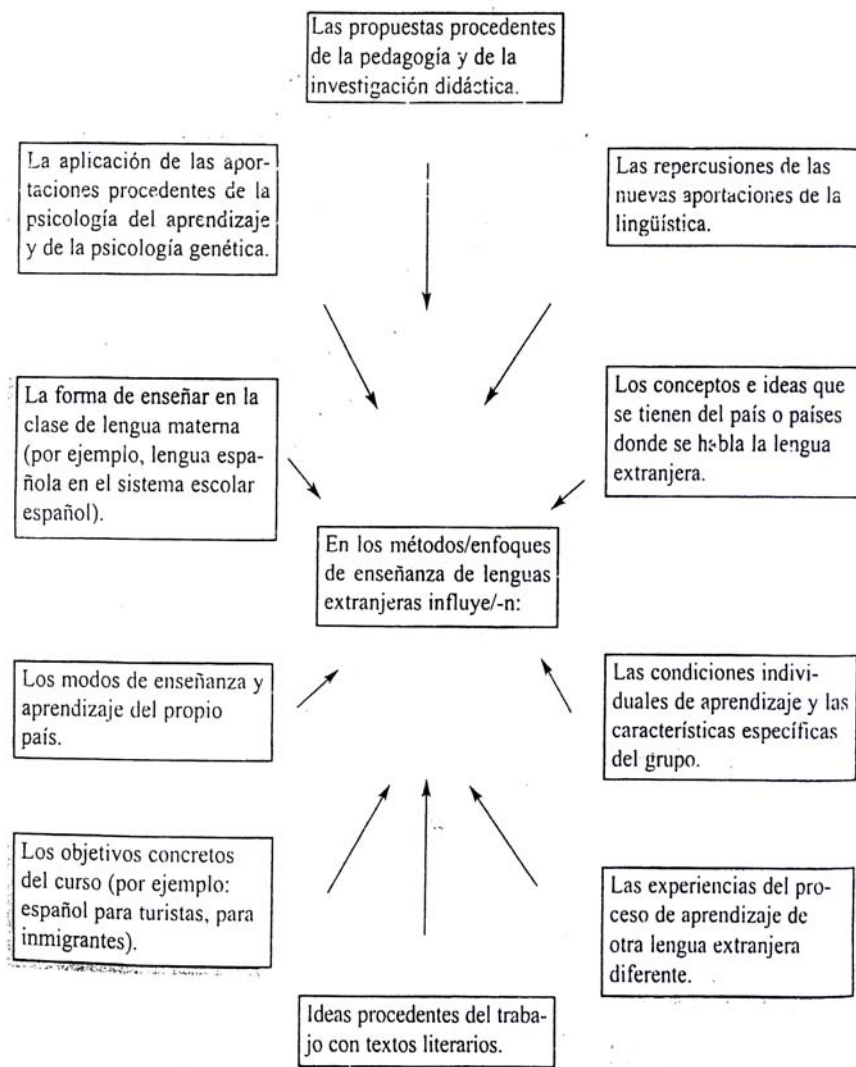 Las propuestas procedentes
de la pedagogía y de la
investigación didáctica.
La aplicación de las apor-
taciones procedentes de la
psicología del aprendizaje
y de la psicología genética.
Las repercusiones de las
nuevas aportaciones de la
lingüística.
La forma de enseñar en la
clase de lengua materna
(por ejemplo, lengua espa-
ñola en el sistema escolar
español).
Los conceptos e ideas que
se tienen del país o países
donde se habla la lengua
extranjera.
En los métodos/enfoques
de enseñanza de lenguas
extranjeras influye/-n:
Los modos de enseñanza y
aprendizaje del propio
país.
Las condiciones indivi-
duales de aprendizaje y las
características específicas
del grupo.
Los objetivos concretos
del curso (por ejemplo:
español para turistas, para
inmigrantes).
Las experiencias del pro-
ceso de aprendizaje de
otra lengua extranjera
diferente.
Ideas procedentes del traba-
jo con textos literarios.